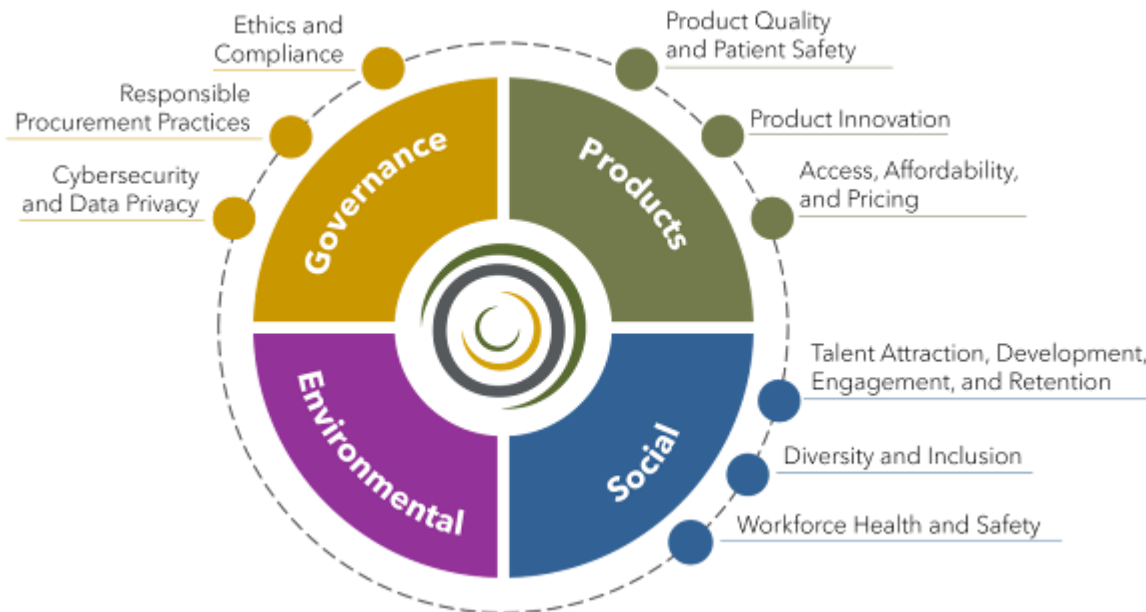 Ethics and
Compliance
Responsible
Procurement Practices
Cybersecurity
and Data Privacy
Product Quality
and Patient Safety
Product Innovation
Access, Affordability,
and Pricing
Governance
Products
Environmental
Social
Talent Attraction, Development,
Engagement, and Retention
Diversity and Inclusion
Workforce Health and Safety